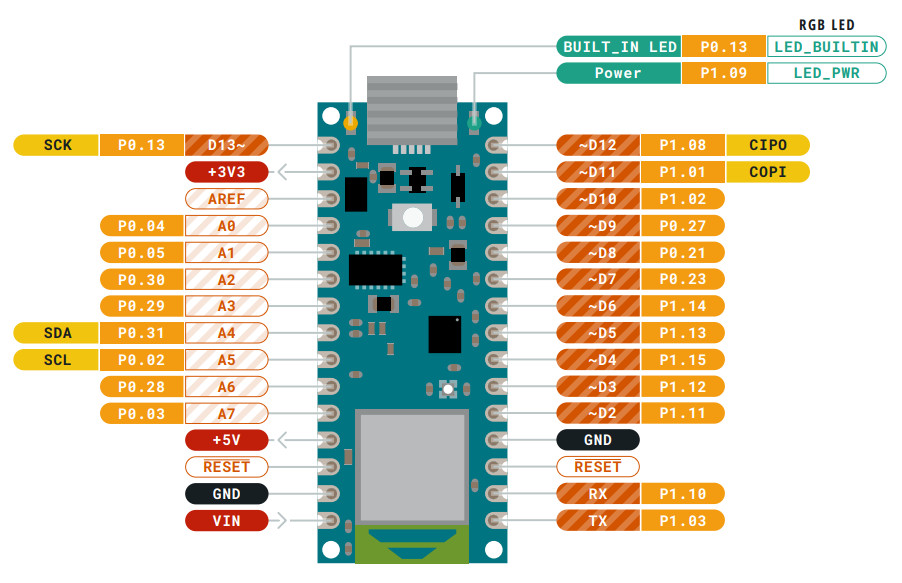 RGB LED
BUILT_IN LED P0.13 LED_BUILTIN
Power P1.09 LED_PWR
SCK P0.13 D13~
+3V3
AREF
P0.04 A0
P0.05 A1
P0.30 A2
P0.29 A3
SDA P0.31 A4
SCL P0.02 A5
P0.28 A6
P0.03 A7
+5V
RESET
GND
VIN
~D12 P1.08 CIPO
~D11 P1.01 COPI
~D10 P1.02
~D9 P0.27
~D8 P0.21
~D7 P0.23
~D6 P1.14
~D5 P1.13
~D4 P1.15
~D3 P1.12
~D2 P1.11
GND
RESET
RX P1.10
TX P1.03